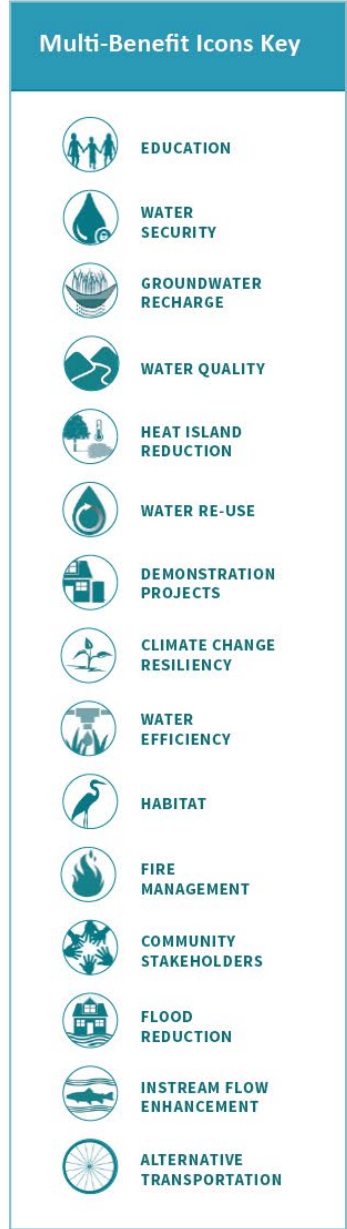 Multi-Benefit Icons Key
EDUCATION
WATER
SECURITY
GROUNDWATER
RECHARGE
WATER QUALITY
HEAT ISLAND
REDUCTION
WATER RE-USE
DEMONSTRATION
PROJECTS
CLIMATE CHANGE
RESILIENCY
WATER
EFFICIENCY
HABITAT
FIRE
MANAGEMENT
COMMUNITY
STAKEHOLDERS
FLOOD
REDUCTION
INSTREAM FLOW
ENHANCEMENT
ALTERNATIVE
TRANSPORTATION